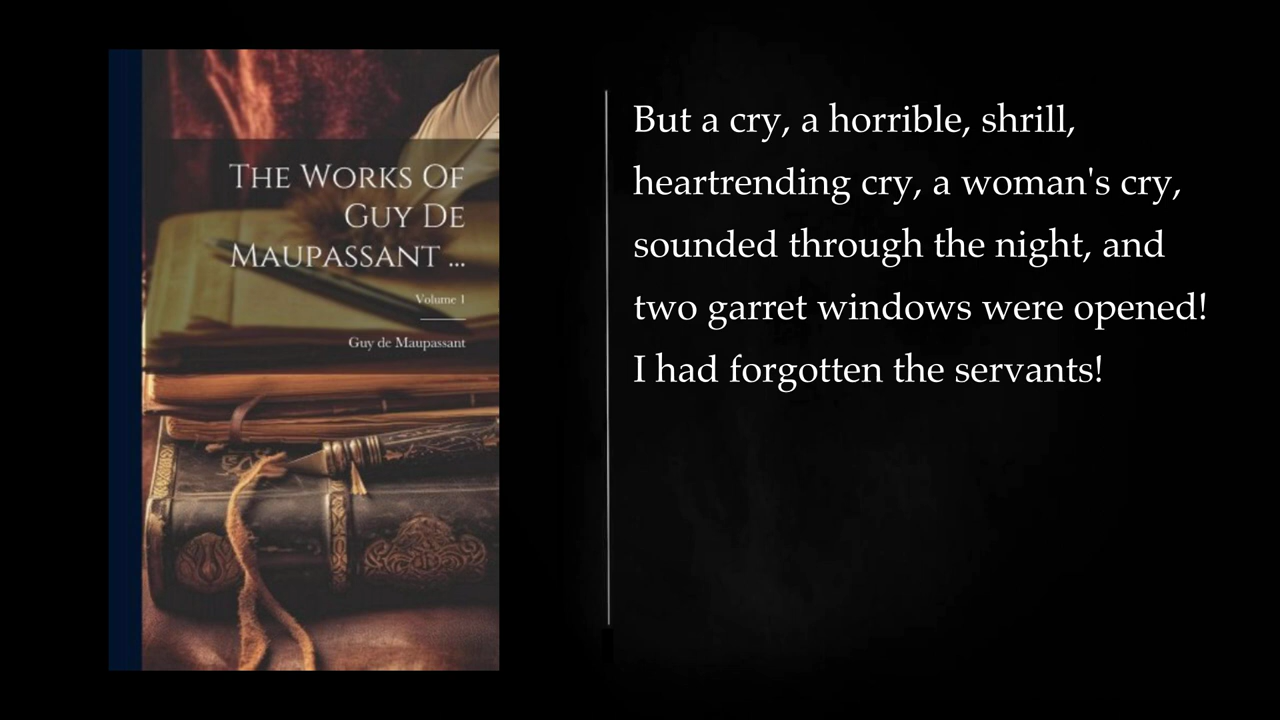 The Works Of
Guy De
Maupassant ...
Volume 1
Guy de Maupassant
But a cry, a horrible, shrill,
heartrending cry, a woman's cry,
sounded through the night, and
two garret windows were opened!
I had forgotten the servants!